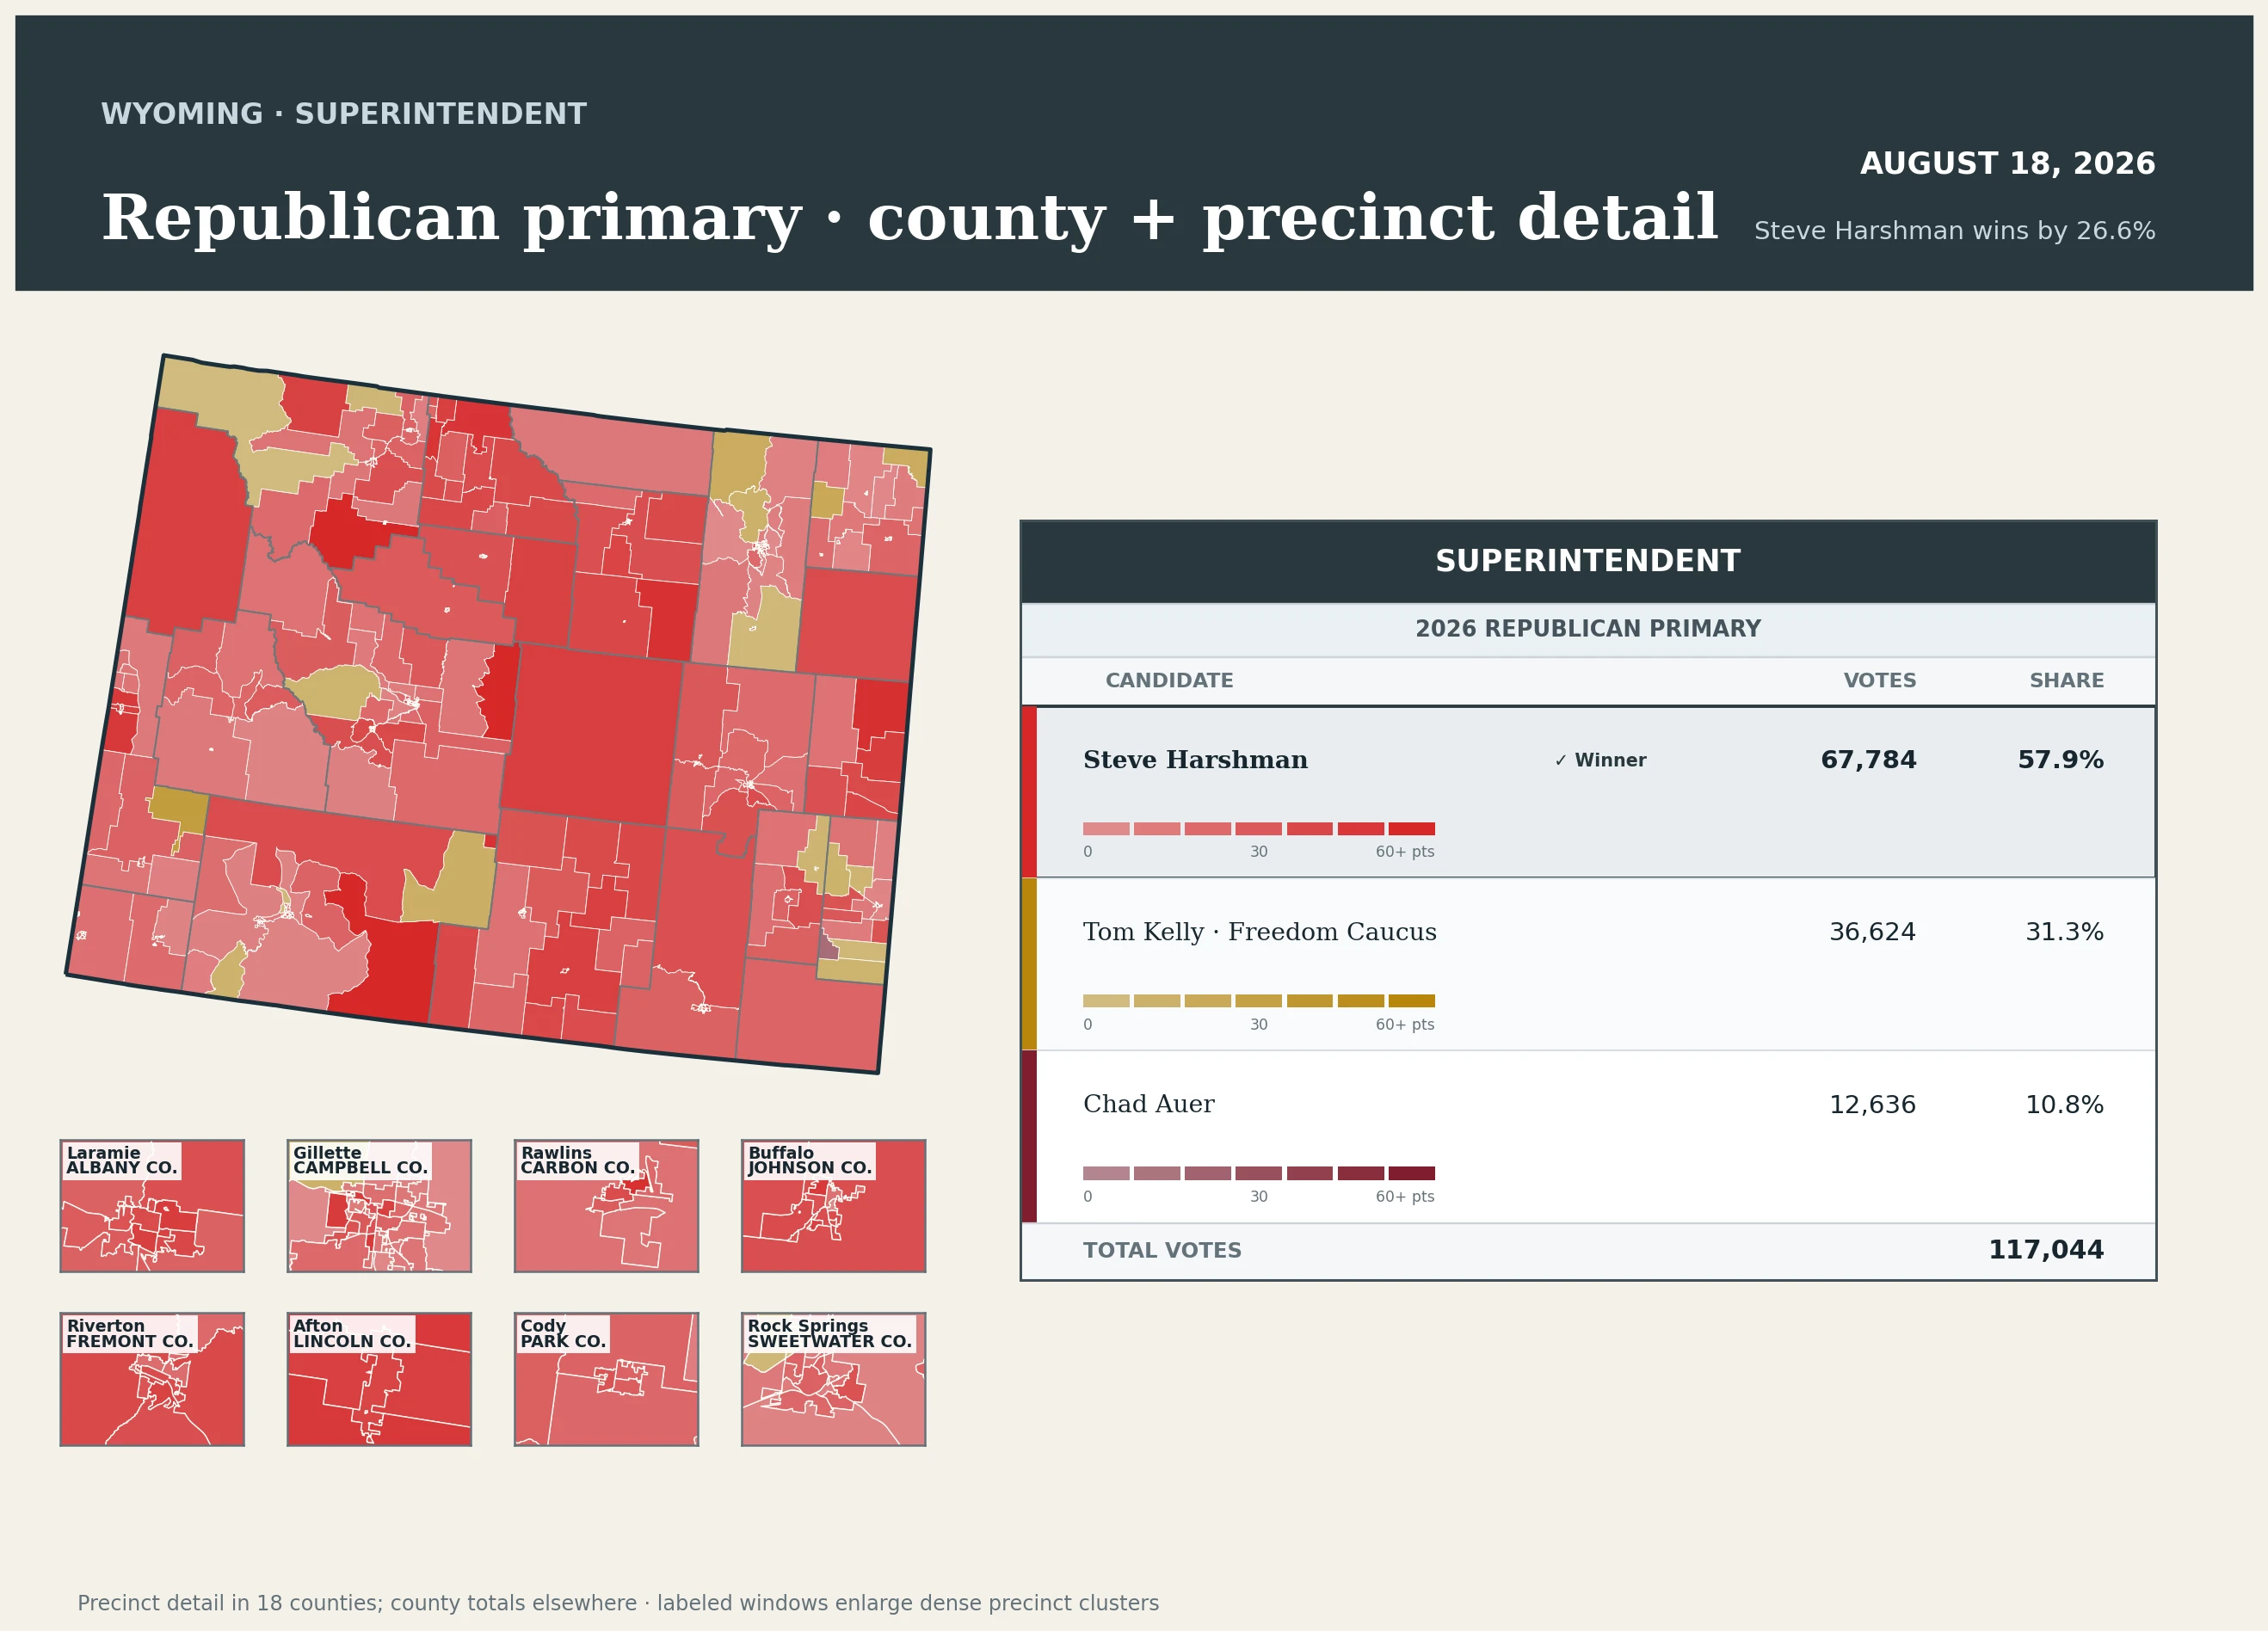 WYOMING · SUPERINTENDENT
Republican primary · county + precinct detail
AUGUST 18, 2026
Steve Harshman wins by 26.6%
SUPERINTENDENT
2026 REPUBLICAN PRIMARY
CANDIDATE VOTES SHARE
Steve Harshman ✓ Winner 67,784 57.9%
0 30 60+ pts
Tom Kelly · Freedom Caucus 36,624 31.3%
0 30 60+ pts
Chad Auer 12,636 10.8%
0 30 60+ pts
TOTAL VOTES 117,044
Laramie
ALBANY CO.
Gillette
CAMPBELL CO.
Rawlins
CARBON CO.
Buffalo
JOHNSON CO.
Riverton
FREMONT CO.
Afton
LINCOLN CO.
Cody
PARK CO.
Rock Springs
SWEETWATER CO.
Precinct detail in 18 counties; county totals elsewhere · labeled windows enlarge dense precinct clusters